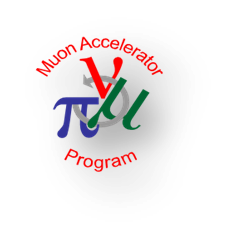 Muon Accelerator
ν
π μ
Program